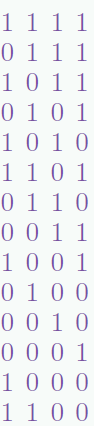 1 1 1 1
0 1 1 1
1 0 1 1
0 1 0 1
1 0 1 0
1 1 0 1
0 1 1 0
0 0 1 1
1 0 0 1
0 1 0 0
0 0 1 0
0 0 0 1
1 0 0 0
1 1 0 0